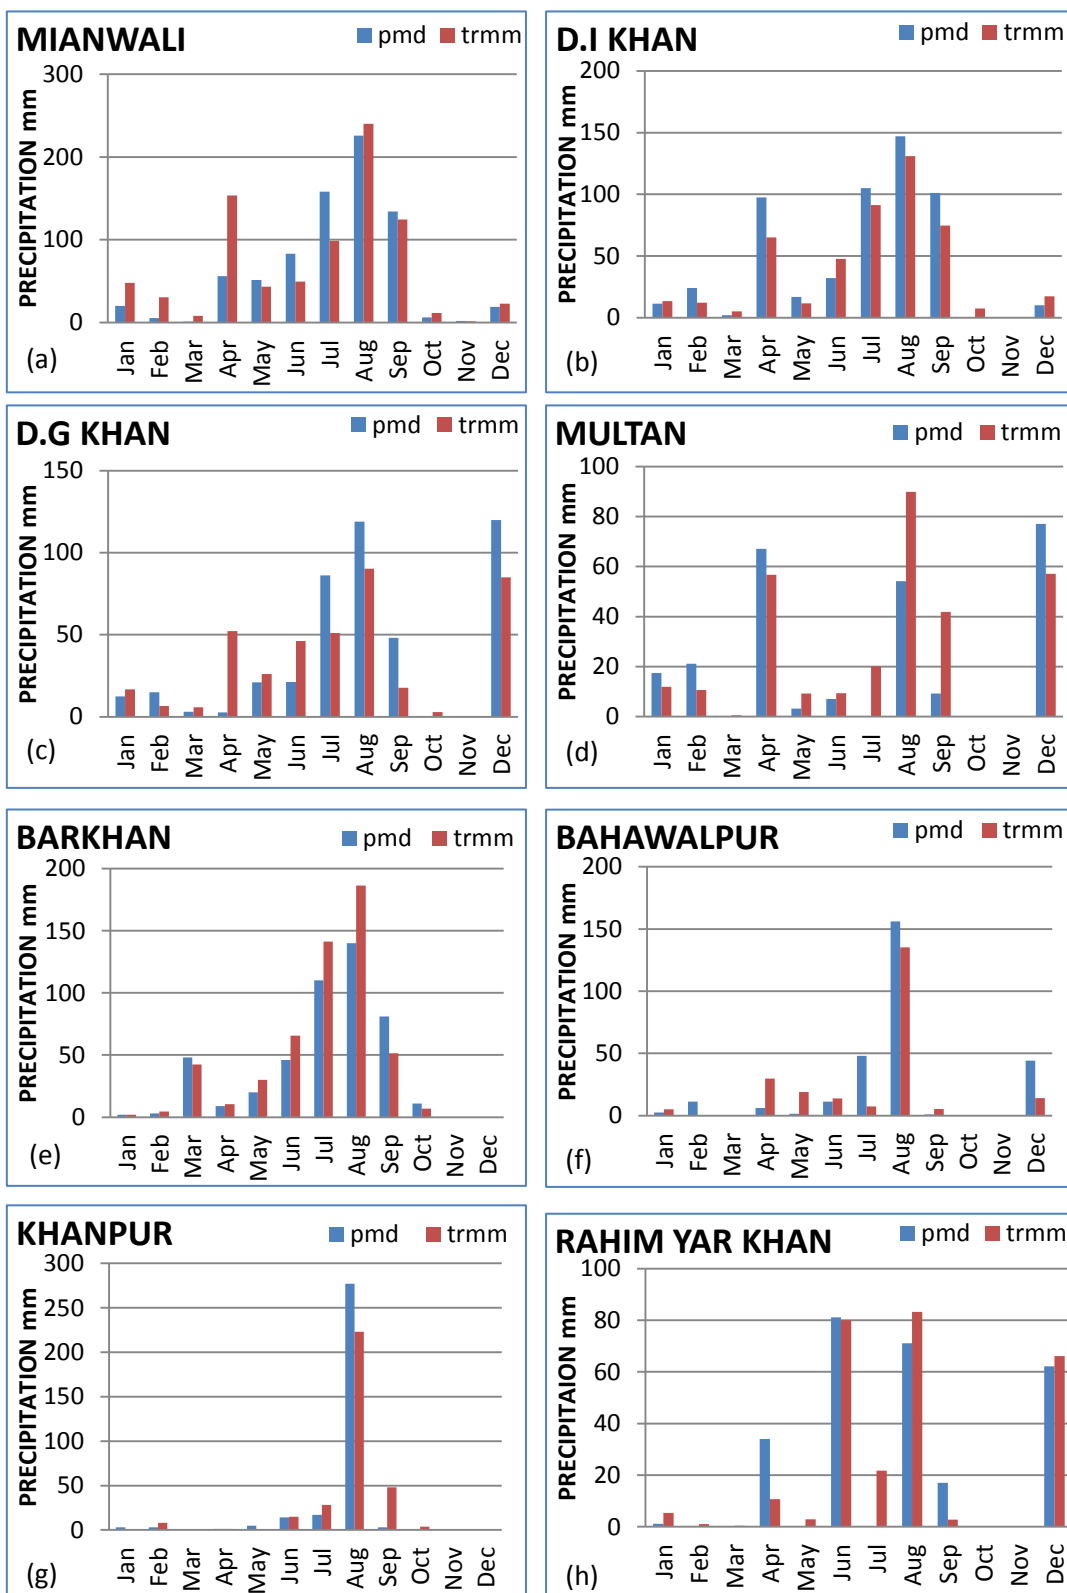 MIANWALI
pmd trmm
PRECIPITATION mm
300
200
100
0
Jan Feb Mar Apr May Jun Jul Aug Sep Oct Nov Dec
(a)
D.I KHAN
pmd trmm
PRECIPITATION mm
200
150
100
50
0
Jan Feb Mar Apr May Jun Jul Aug Sep Oct Nov Dec
(b)
D.G KHAN
pmd trmm
PRECIPITATION mm
150
100
50
0
Jan Feb Mar Apr May Jun Jul Aug Sep Oct Nov Dec
(c)
MULTAN
pmd trmm
PRECIPITATION mm
100
80
60
40
20
0
Jan Feb Mar Apr May Jun Jul Aug Sep Oct Nov Dec
(d)
BARKHAN
pmd trmm
PRECIPITATION mm
200
150
100
50
0
Jan Feb Mar Apr May Jun Jul Aug Sep Oct Nov Dec
(e)
BAHAWALPUR
pmd trmm
PRECIPITATION mm
200
150
100
50
0
Jan Feb Mar Apr May Jun Jul Aug Sep Oct Nov Dec
(f)
KHANPUR
pmd trmm
PRECIPITATION mm
300
250
200
150
100
50
0
Jan Feb Mar Apr May Jun Jul Aug Sep Oct Nov Dec
(g)
RAHIM YAR KHAN
pmd trmm
PRECIPITAION mm
100
80
60
40
20
0
Jan Feb Mar Apr May Jun Jul Aug Sep Oct Nov Dec
(h)